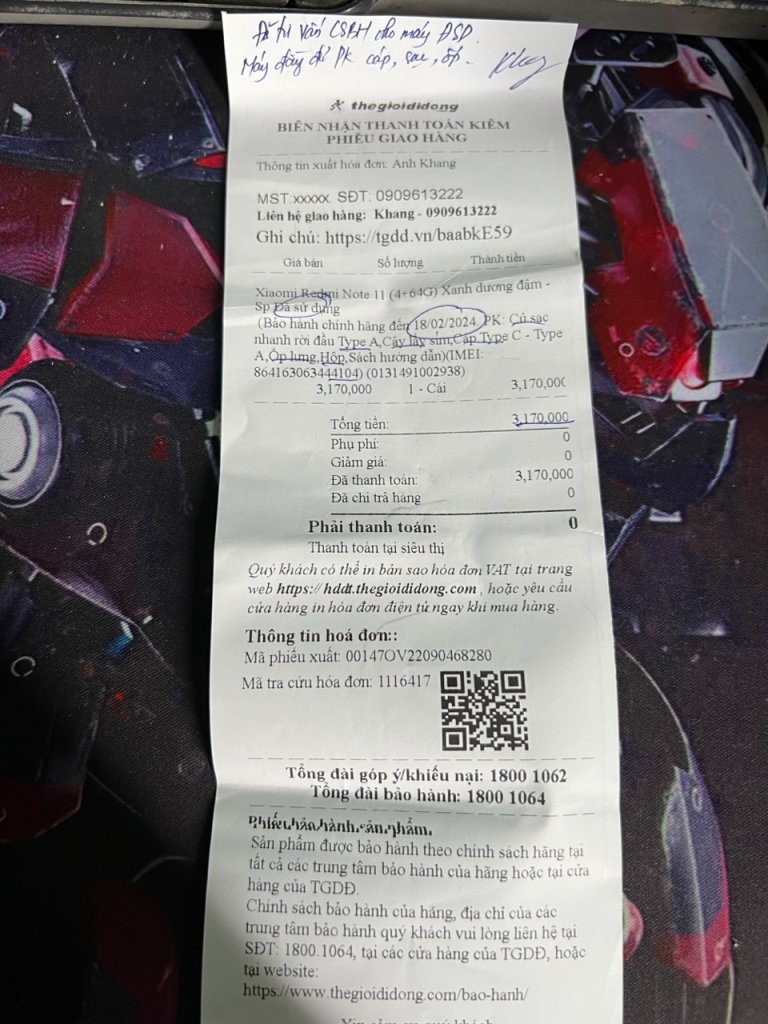 Đã tư vấn CSBH cho máy ĐSD.
Máy đầy đủ PK cáp, sạc, ốp.
Khang
thegioididong
BIÊN NHẬN THANH TOÁN KIÊM
PHIẾU GIAO HÀNG
Thông tin xuất hóa đơn: Anh Khang
MST:xxxxx SĐT: 0909613222
Liên hệ giao hàng: Khang - 0909613222
Ghi chú: https://tgdd.vn/baabkE59
Giá bán Số lượng Thành tiền
Xiaomi Redmi Note 11 (4+64G) Xanh dương đậm -
Sp Đã sử dụng
(Bảo hành chính hãng đến 18/02/2024, PK: Củ sạc
nhanh rời đầu Type A,Cây lấy sim,Cáp Type C - Type
A,Ốp lưng,Hộp,Sách hướng dẫn)(IMEI:
864163063444104) (0131491002938)
3,170,000 1 - Cái 3,170,000
Tổng tiền: 3,170,000
Phụ phí: 0
Giảm giá: 0
Đã thanh toán: 3,170,000
Đã chi trả hàng 0
Phải thanh toán: 0
Thanh toán tại siêu thị
Quý khách có thể in bản sao hóa đơn VAT tại trang
web https://hddt.thegioididong.com , hoặc yêu cầu
cửa hàng in hóa đơn điện tử ngay khi mua hàng.
Thông tin hoá đơn::
Mã phiếu xuất: 00147OV22090468280
Mã tra cứu hóa đơn: 1116417
Tổng đài góp ý/khiếu nại: 1800 1062
Tổng đài bảo hành: 1800 1064
Phiếu bảo hành sản phẩm.
Sản phẩm được bảo hành theo chính sách hãng tại
tất cả các trung tâm bảo hành của hãng hoặc tại cửa
hàng của TGDĐ.
Chính sách bảo hành của hãng, địa chỉ của các
trung tâm bảo hành quý khách vui lòng liên hệ tại
SĐT: 1800.1064, tại các cửa hàng của TGDĐ, hoặc
tại website:
https://www.thegioididong.com/bao-hanh/
Xin cảm ơn quý khách